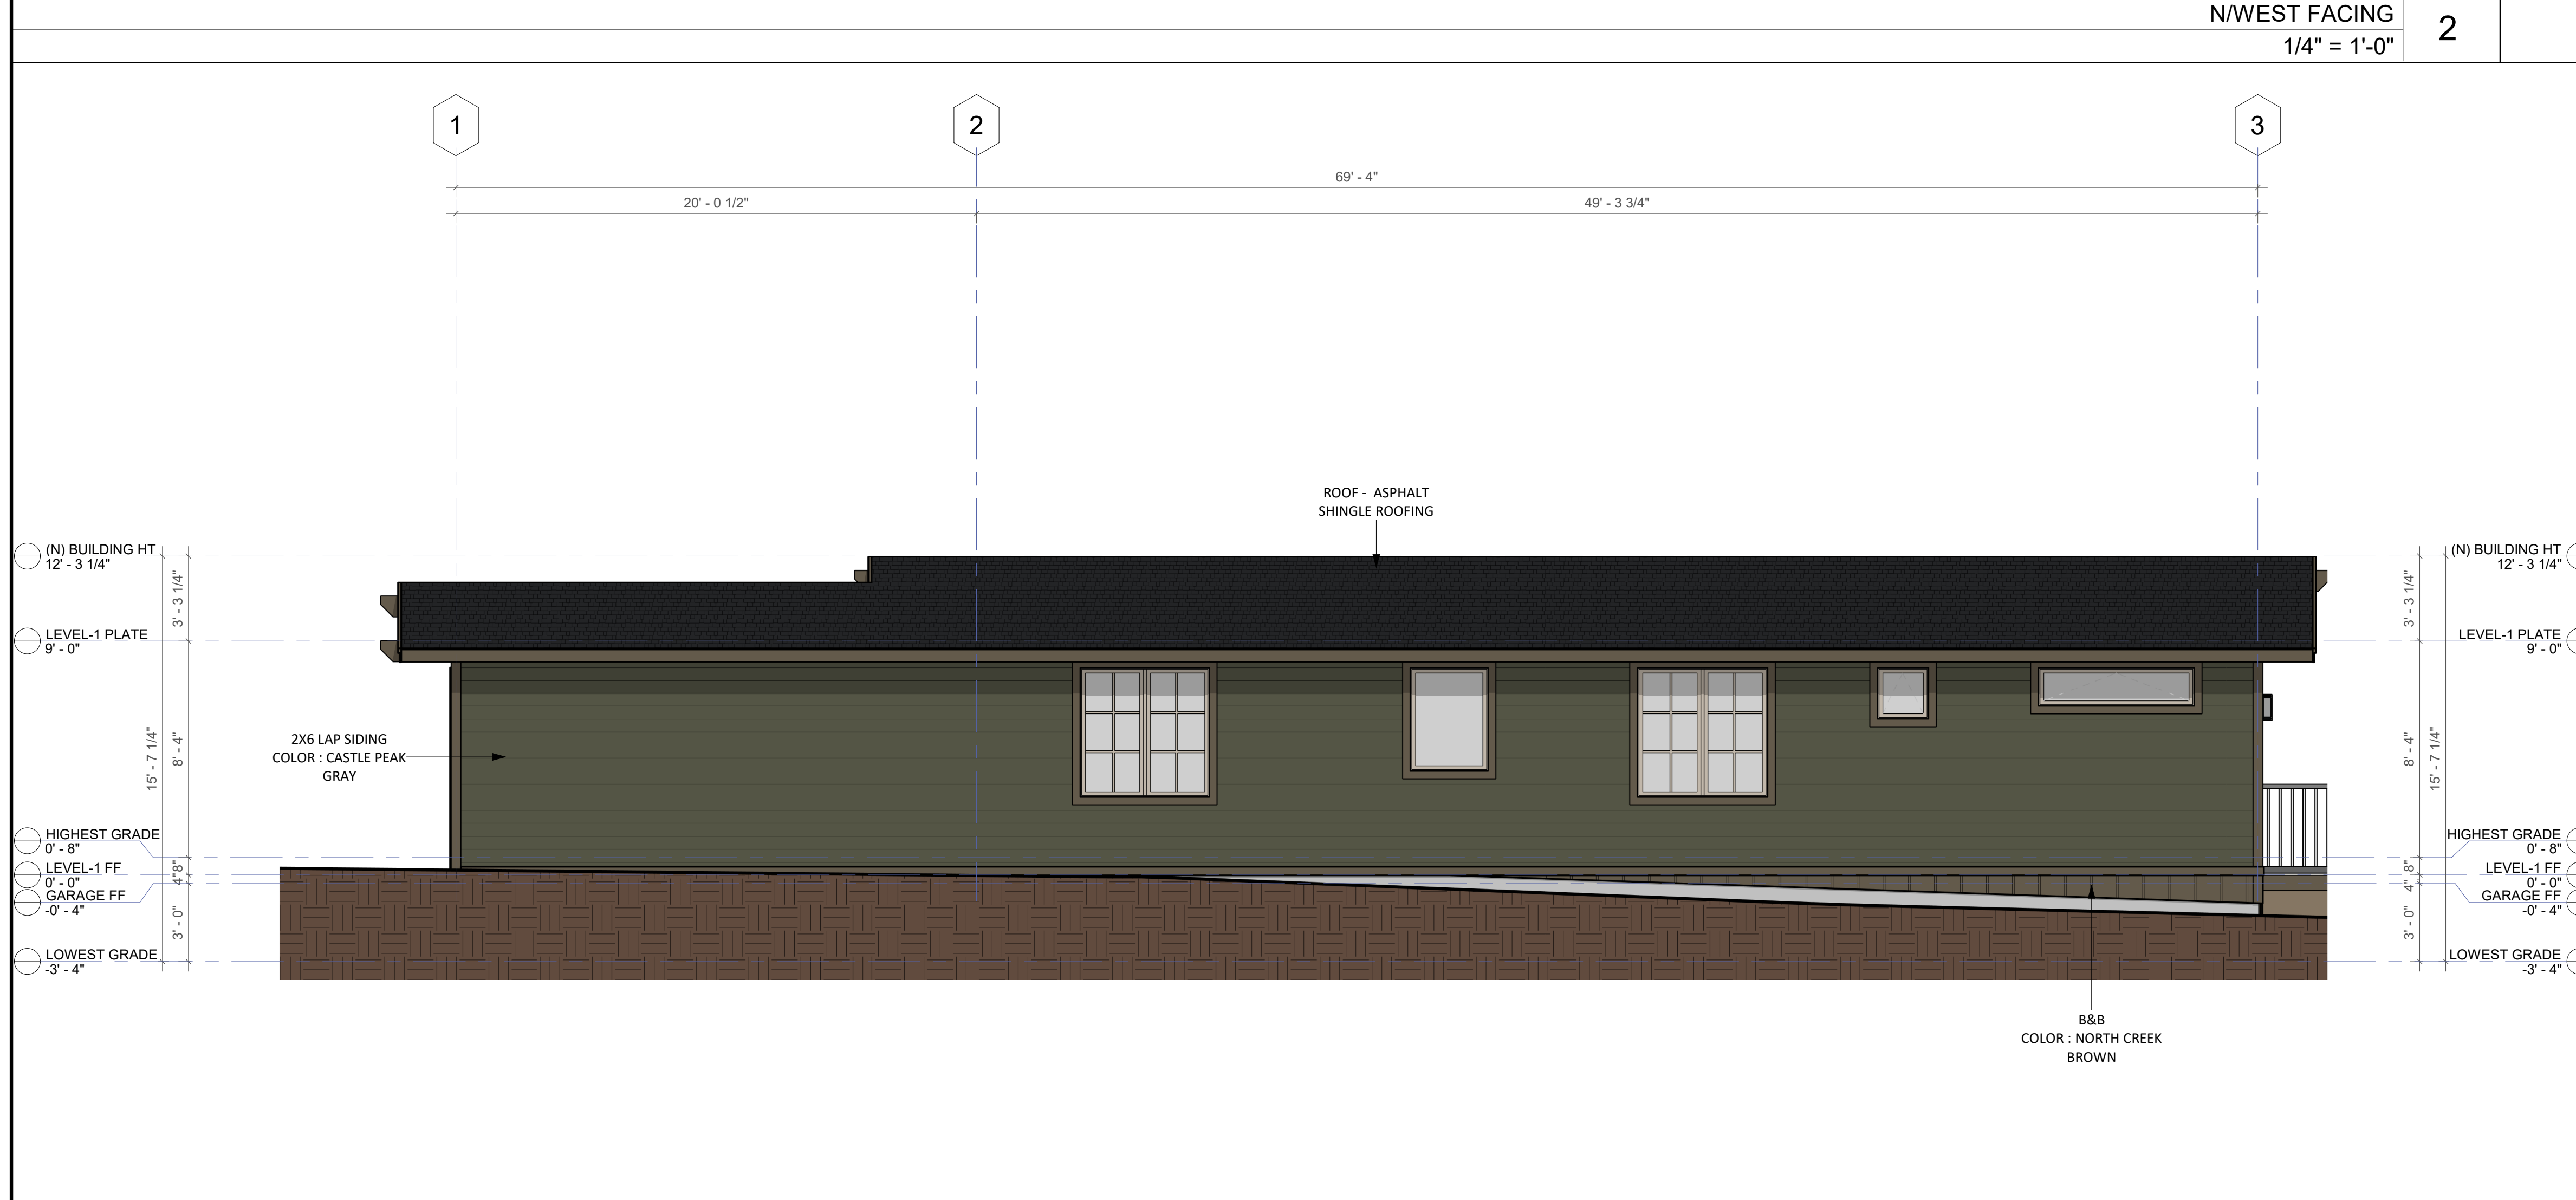 N/WEST FACING
1/4" = 1'-0"
2
1
2
3
69' - 4"
20' - 0 1/2"
49' - 3 3/4"
ROOF - ASPHALT
SHINGLE ROOFING
(N) BUILDING HT
12' - 3 1/4"
LEVEL-1 PLATE
9' - 0"
HIGHEST GRADE
0' - 8"
LEVEL-1 FF
0' - 0"
GARAGE FF
-0' - 4"
LOWEST GRADE
-3' - 4"
15' - 7 1/4"
3' - 3 1/4"
8' - 4"
8"
4"
3' - 0"
2X6 LAP SIDING
COLOR : CASTLE PEAK
GRAY
B&B
COLOR : NORTH CREEK
BROWN
3' - 3 1/4"
8' - 4"
8"
4"
3' - 0"
15' - 7 1/4"
(N) BUILDING HT
12' - 3 1/4"
LEVEL-1 PLATE
9' - 0"
HIGHEST GRADE
0' - 8"
LEVEL-1 FF
0' - 0"
GARAGE FF
-0' - 4"
LOWEST GRADE
-3' - 4"